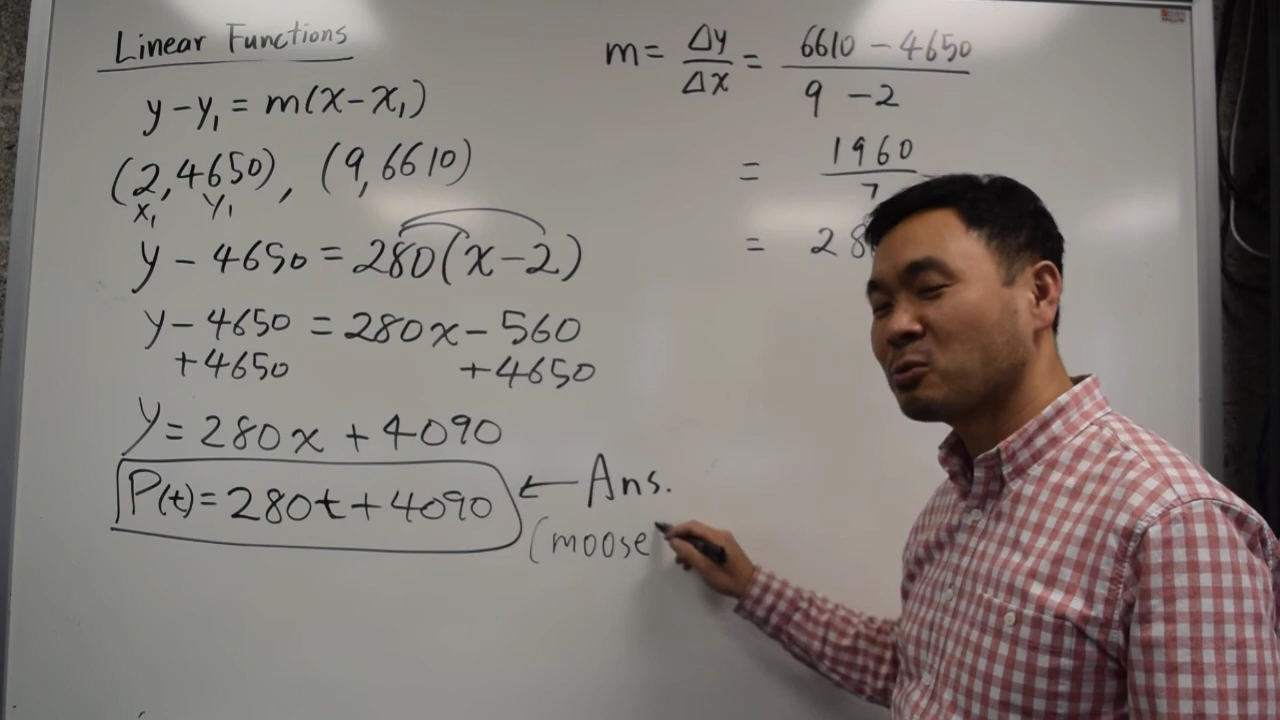 Linear Functions
y-y₁ = m(x-x₁)
(2,4650), (9,6610)
x₁ y₁
y-4650 = 280(x-2)
y-4650 = 280x-560
+4650 +4650
y = 280x+4090
P(t) = 280t+4090 ← Ans.
(moose
m = Δy/Δx = 6610-4650
9-2
= 1960
7
= 28